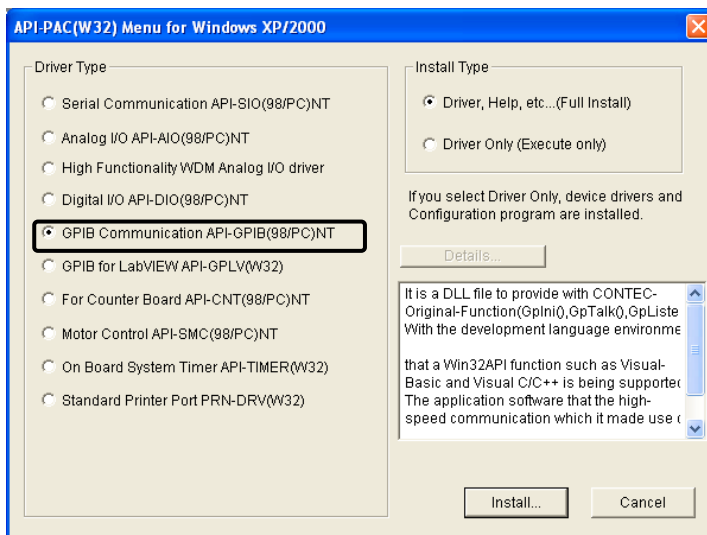 API-PAC(W32) Menu for Windows XP/2000
Driver Type
Serial Communication API-SIO(98/PC)NT
Analog I/O API-AIO(98/PC)NT
High Functionality WDM Analog I/O driver
Digital I/O API-DIO(98/PC)NT
GPIB Communication API-GPIB(98/PC)NT
GPIB for LabVIEW API-GPLV(W32)
For Counter Board API-CNT(98/PC)NT
Motor Control API-SMC(98/PC)NT
On Board System Timer API-TIMER(W32)
Standard Printer Port PRN-DRV(W32)
Install Type
Driver, Help, etc...(Full Install)
Driver Only (Execute only)
If you select Driver Only, device drivers and
Configuration program are installed.
Details...
It is a DLL file to provide with CONTEC-
Original-Function(GpIni(),GpTalk(),GpListe
With the development language environme
that a Win32API function such as Visual-
Basic and Visual C/C++ is being supported
The application software that the high-
speed communication which it made use
Install...
Cancel